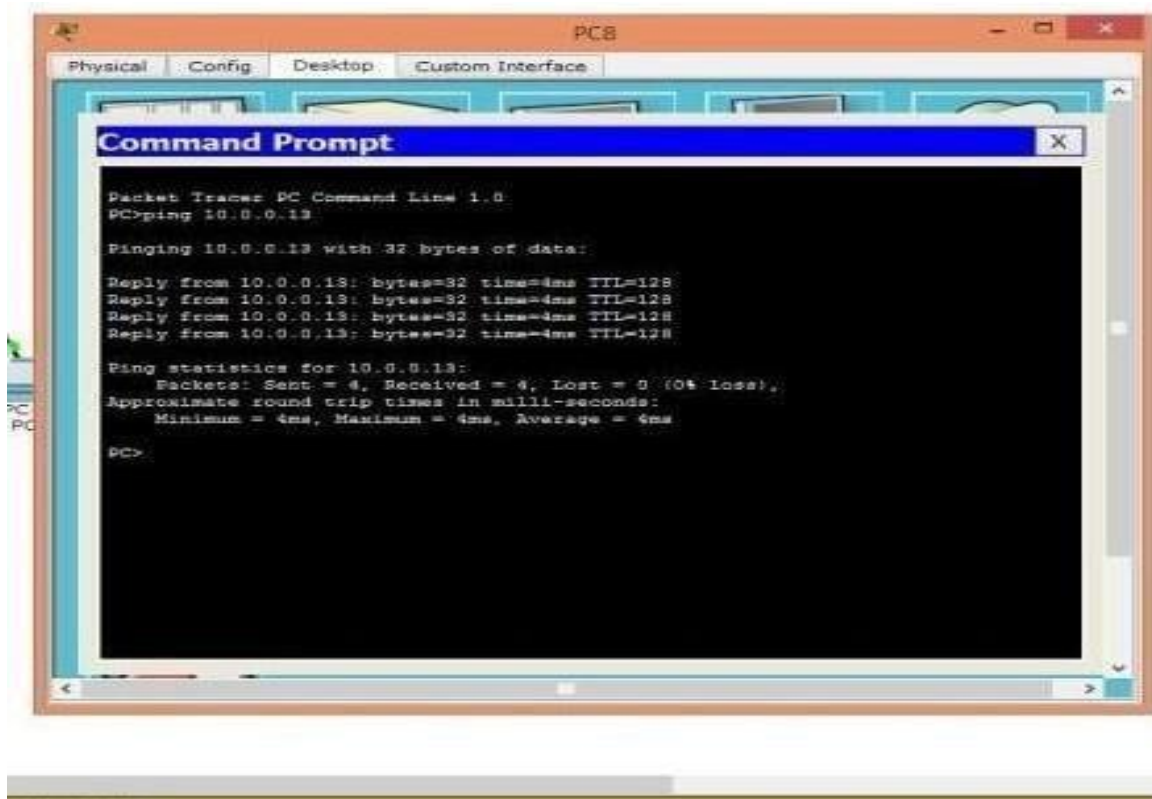 PC8
Physical Config Desktop Custom Interface
Command Prompt X
Packet Tracer PC Command Line 1.0
PC>ping 10.0.0.13
Pinging 10.0.0.13 with 32 bytes of data:
Reply from 10.0.0.13: bytes=32 time=4ms TTL=128
Reply from 10.0.0.13: bytes=32 time=4ms TTL=128
Reply from 10.0.0.13: bytes=32 time=4ms TTL=128
Reply from 10.0.0.13: bytes=32 time=4ms TTL=128
Ping statistics for 10.0.0.13:
Packets: Sent = 4, Received = 4, Lost = 0 (0% loss),
Approximate round trip times in milli-seconds:
Minimum = 4ms, Maximum = 4ms, Average = 4ms
PC>
PC
PC